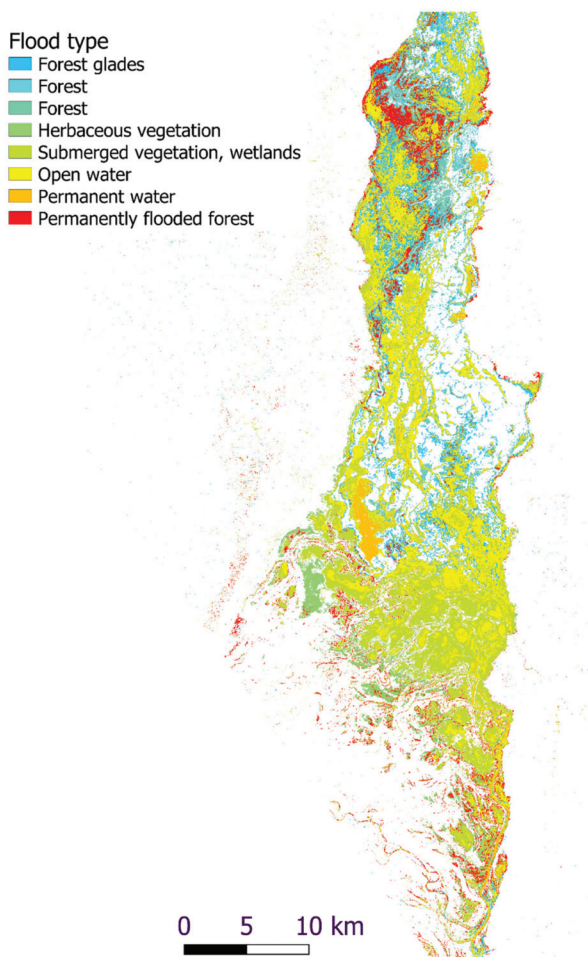 Flood type
Forest glades
Forest
Forest
Herbaceous vegetation
Submerged vegetation, wetlands
Open water
Permanent water
Permanently flooded forest
0 5 10 km